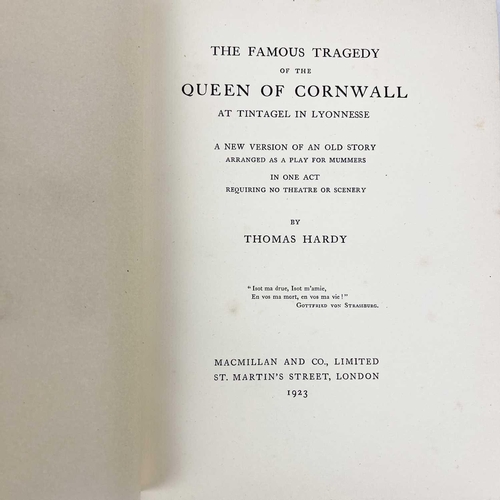 THE FAMOUS TRAGEDY
OF THE
QUEEN OF CORNWALL
AT TINTAGEL IN LYONNESSE
A NEW VERSION OF AN OLD STORY
ARRANGED AS A PLAY FOR MUMMERS
IN ONE ACT
REQUIRING NO THEATRE OR SCENERY
BY
THOMAS HARDY
"Isot ma drue, Isot m'amie,
En vos ma mort, en vos ma vie!"
GOTTFRIED VON STRASSBURG.
MACMILLAN AND CO., LIMITED
ST. MARTIN'S STREET, LONDON
1923